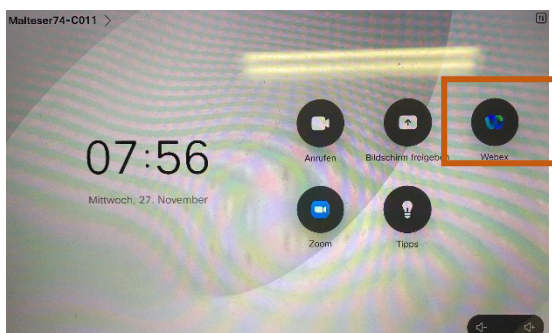 Malteser74-C011
07:56
Mittwoch, 27. November
Anrufen
Bildschirm freigeben
Webex
Zoom
Tipps